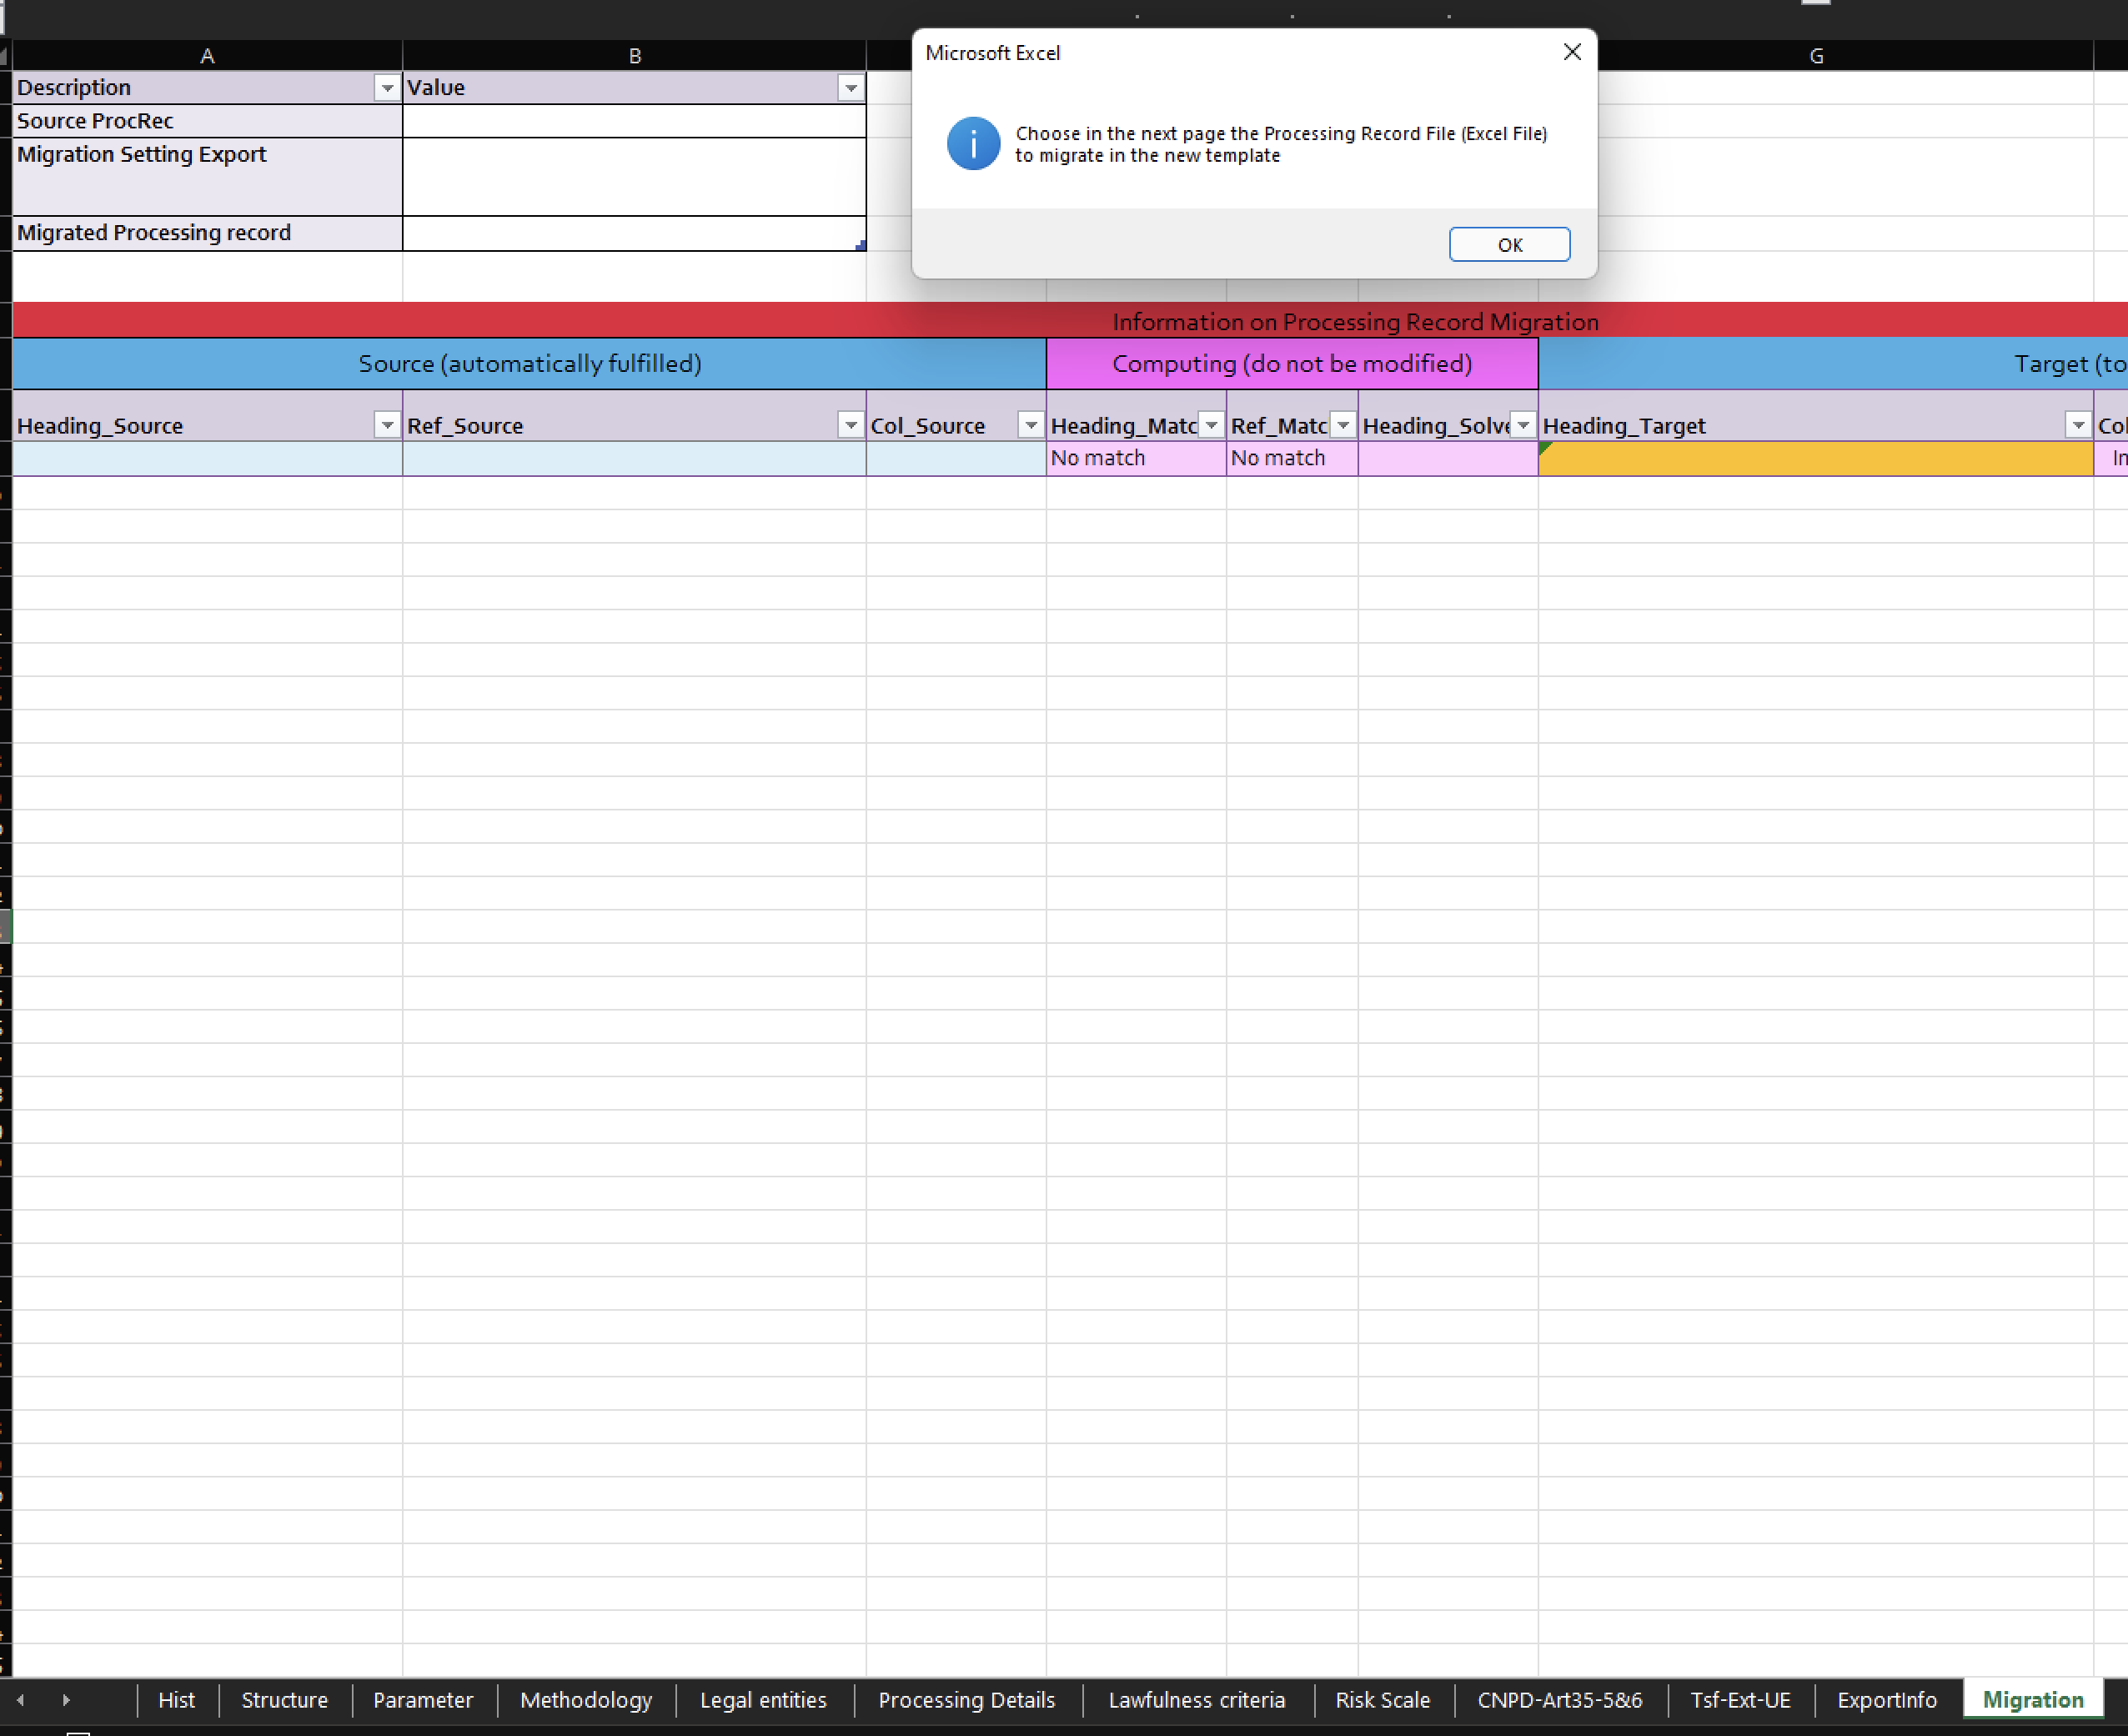 A B G
Microsoft Excel
Choose in the next page the Processing Record File (Excel File)
to migrate in the new template
OK
Description Value
Source ProcRec
Migration Setting Export
Migrated Processing record
Information on Processing Record Migration
Source (automatically fulfilled) Computing (do not be modified) Target (to
Heading_Source Ref_Source Col_Source Heading_Matc Ref_Matc Heading_Solve Heading_Target Col
No match No match In
Hist Structure Parameter Methodology Legal entities Processing Details Lawfulness criteria Risk Scale CNPD-Art35-5&6 Tsf-Ext-UE ExportInfo Migration